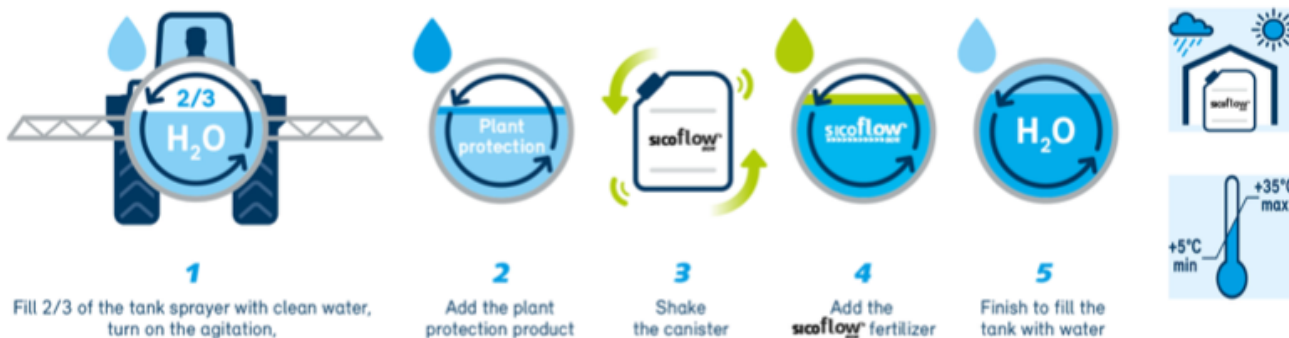 2/3
H₂O
1
Fill 2/3 of the tank sprayer with clean water,
turn on the agitation,
Plant
protection
2
Add the plant
protection product
sicoflow
3
Shake
the canister
sicoflow
4
Add the
sicoflow fertilizer
H₂O
5
Finish to fill the
tank with water
sicoflow
+35°C
max
+5°C
min